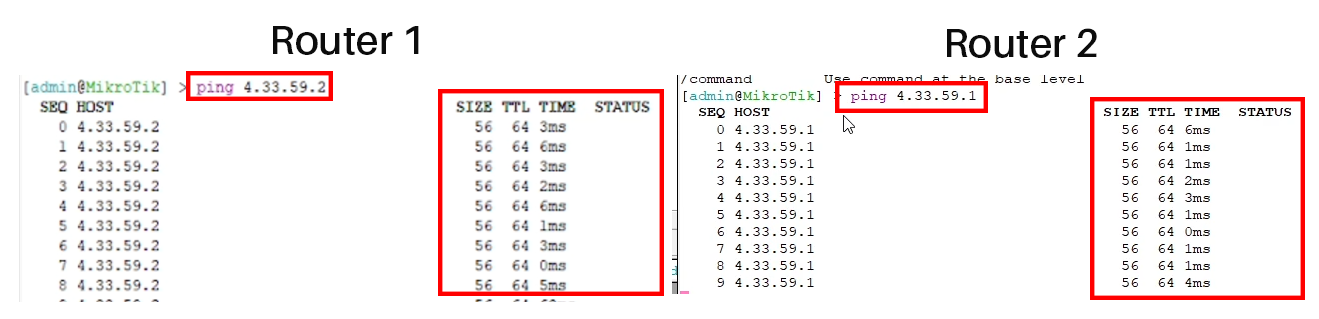 Router 1
[admin@MikroTik] > ping 4.33.59.2
SEQ HOST SIZE TTL TIME STATUS
0 4.33.59.2 56 64 3ms
1 4.33.59.2 56 64 6ms
2 4.33.59.2 56 64 3ms
3 4.33.59.2 56 64 2ms
4 4.33.59.2 56 64 6ms
5 4.33.59.2 56 64 1ms
6 4.33.59.2 56 64 3ms
7 4.33.59.2 56 64 0ms
8 4.33.59.2 56 64 5ms
Router 2
/command Use command at the base level
[admin@MikroTik] > ping 4.33.59.1
SEQ HOST SIZE TTL TIME STATUS
0 4.33.59.1 56 64 6ms
1 4.33.59.1 56 64 1ms
2 4.33.59.1 56 64 1ms
3 4.33.59.1 56 64 2ms
4 4.33.59.1 56 64 3ms
5 4.33.59.1 56 64 1ms
6 4.33.59.1 56 64 0ms
7 4.33.59.1 56 64 1ms
8 4.33.59.1 56 64 1ms
9 4.33.59.1 56 64 4ms